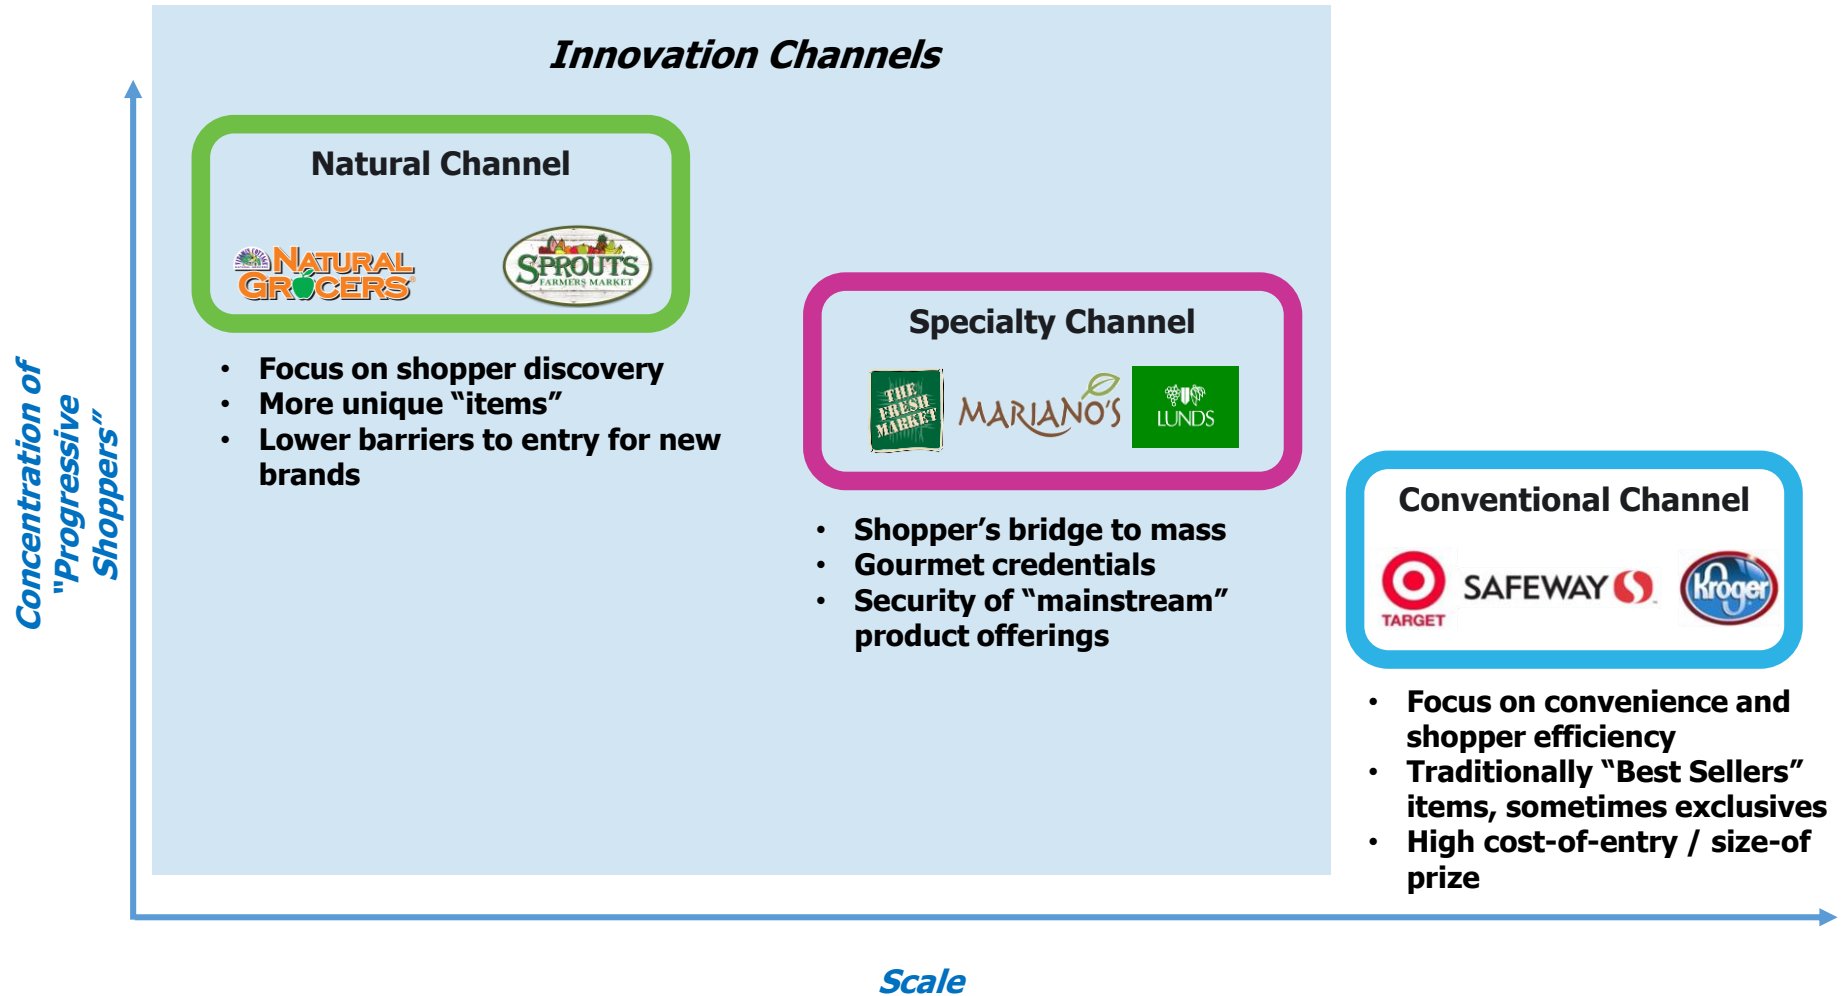 Innovation Channels
Natural Channel
NATURAL
GROCERS
SPROUTS
FARMERS MARKET
• Focus on shopper discovery
• More unique “items”
• Lower barriers to entry for new
brands
Specialty Channel
THE
FRESH
MARKET
MARIANO'S
LUNDS
• Shopper’s bridge to mass
• Gourmet credentials
• Security of “mainstream”
product offerings
Conventional Channel
TARGET
SAFEWAY
Kroger
• Focus on convenience and
shopper efficiency
• Traditionally “Best Sellers”
items, sometimes exclusives
• High cost-of-entry / size-of
prize
Concentration of
“Progressive
Shoppers”
Scale